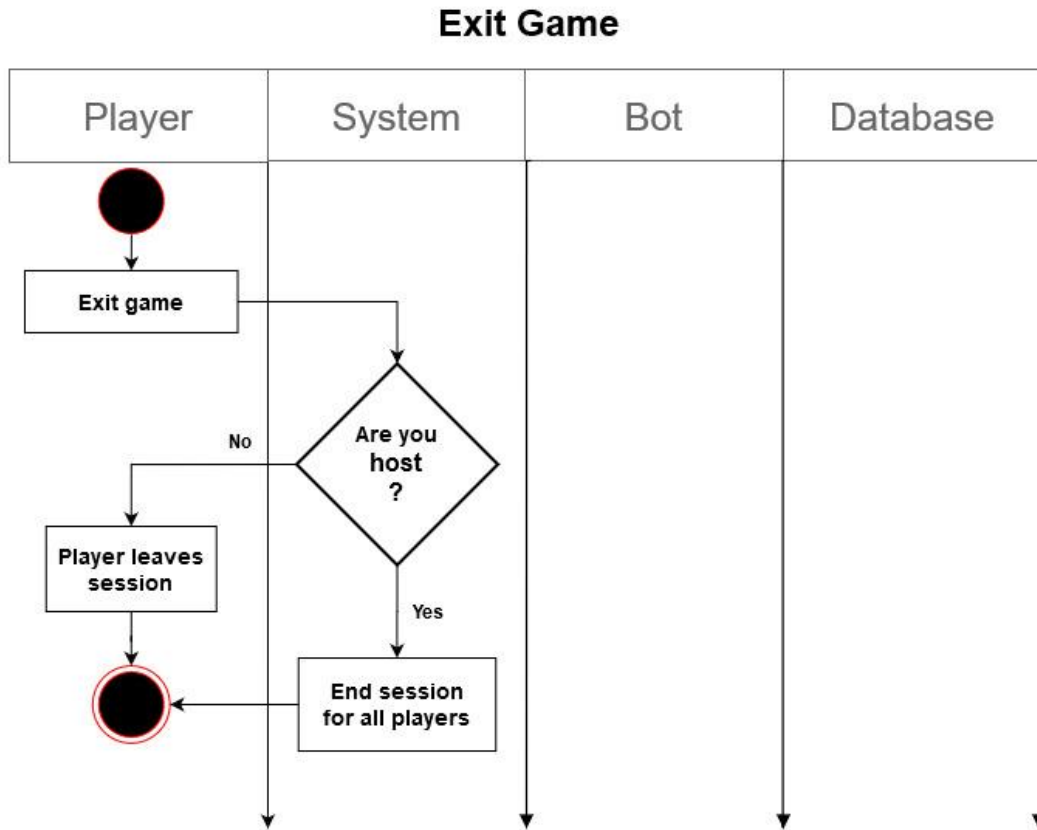 Exit Game
Player
System
Bot
Database
Exit game
Are you
host
?
No
Player leaves
session
Yes
End session
for all players